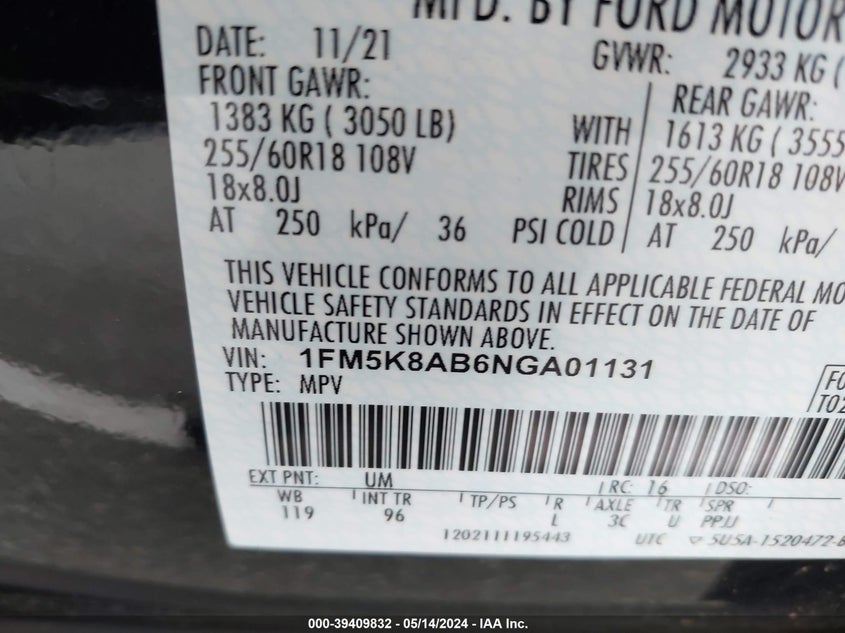 MFD. BY FORD MOTOR
DATE: 11/21 GVWR: 2933 KG (
FRONT GAWR: REAR GAWR:
1383 KG ( 3050 LB) WITH 1613 KG ( 3555
255/60R18 108V TIRES 255/60R18 108V
18x8.0J RIMS 18x8.0J
AT 250 kPa/ 36 PSI COLD AT 250 kPa/
THIS VEHICLE CONFORMS TO ALL APPLICABLE FEDERAL MO
VEHICLE SAFETY STANDARDS IN EFFECT ON THE DATE OF
MANUFACTURE SHOWN ABOVE.
VIN: 1FM5K8AB6NGA01131
TYPE: MPV
FO
TO2
EXT PNT: UM RC: 16 DSO:
WB INT TR TP/PS R AXLE TR SPR
119 96 L 3C U PPJJ
1202111195443 UTC ▽ SU5A-1520472-B
000-39409832 - 05/14/2024 - IAA Inc.